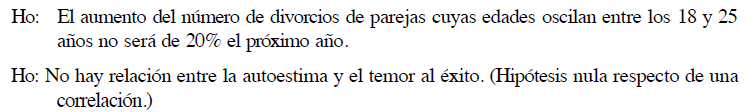 Ho: El aumento del número de divorcios de parejas cuyas edades oscilan entre los 18 y 25
años no será de 20% el próximo año.
Ho: No hay relación entre la autoestima y el temor al éxito. (Hipótesis nula respecto de una
correlación.)